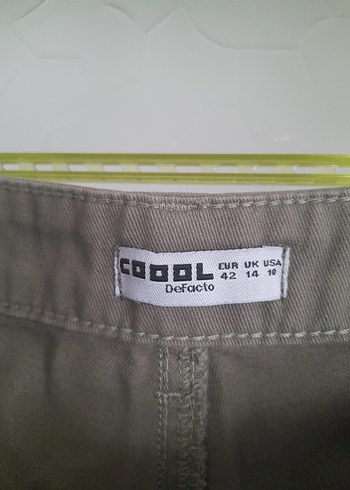 COOOL EUR UK USA
42 14 10
DeFacto